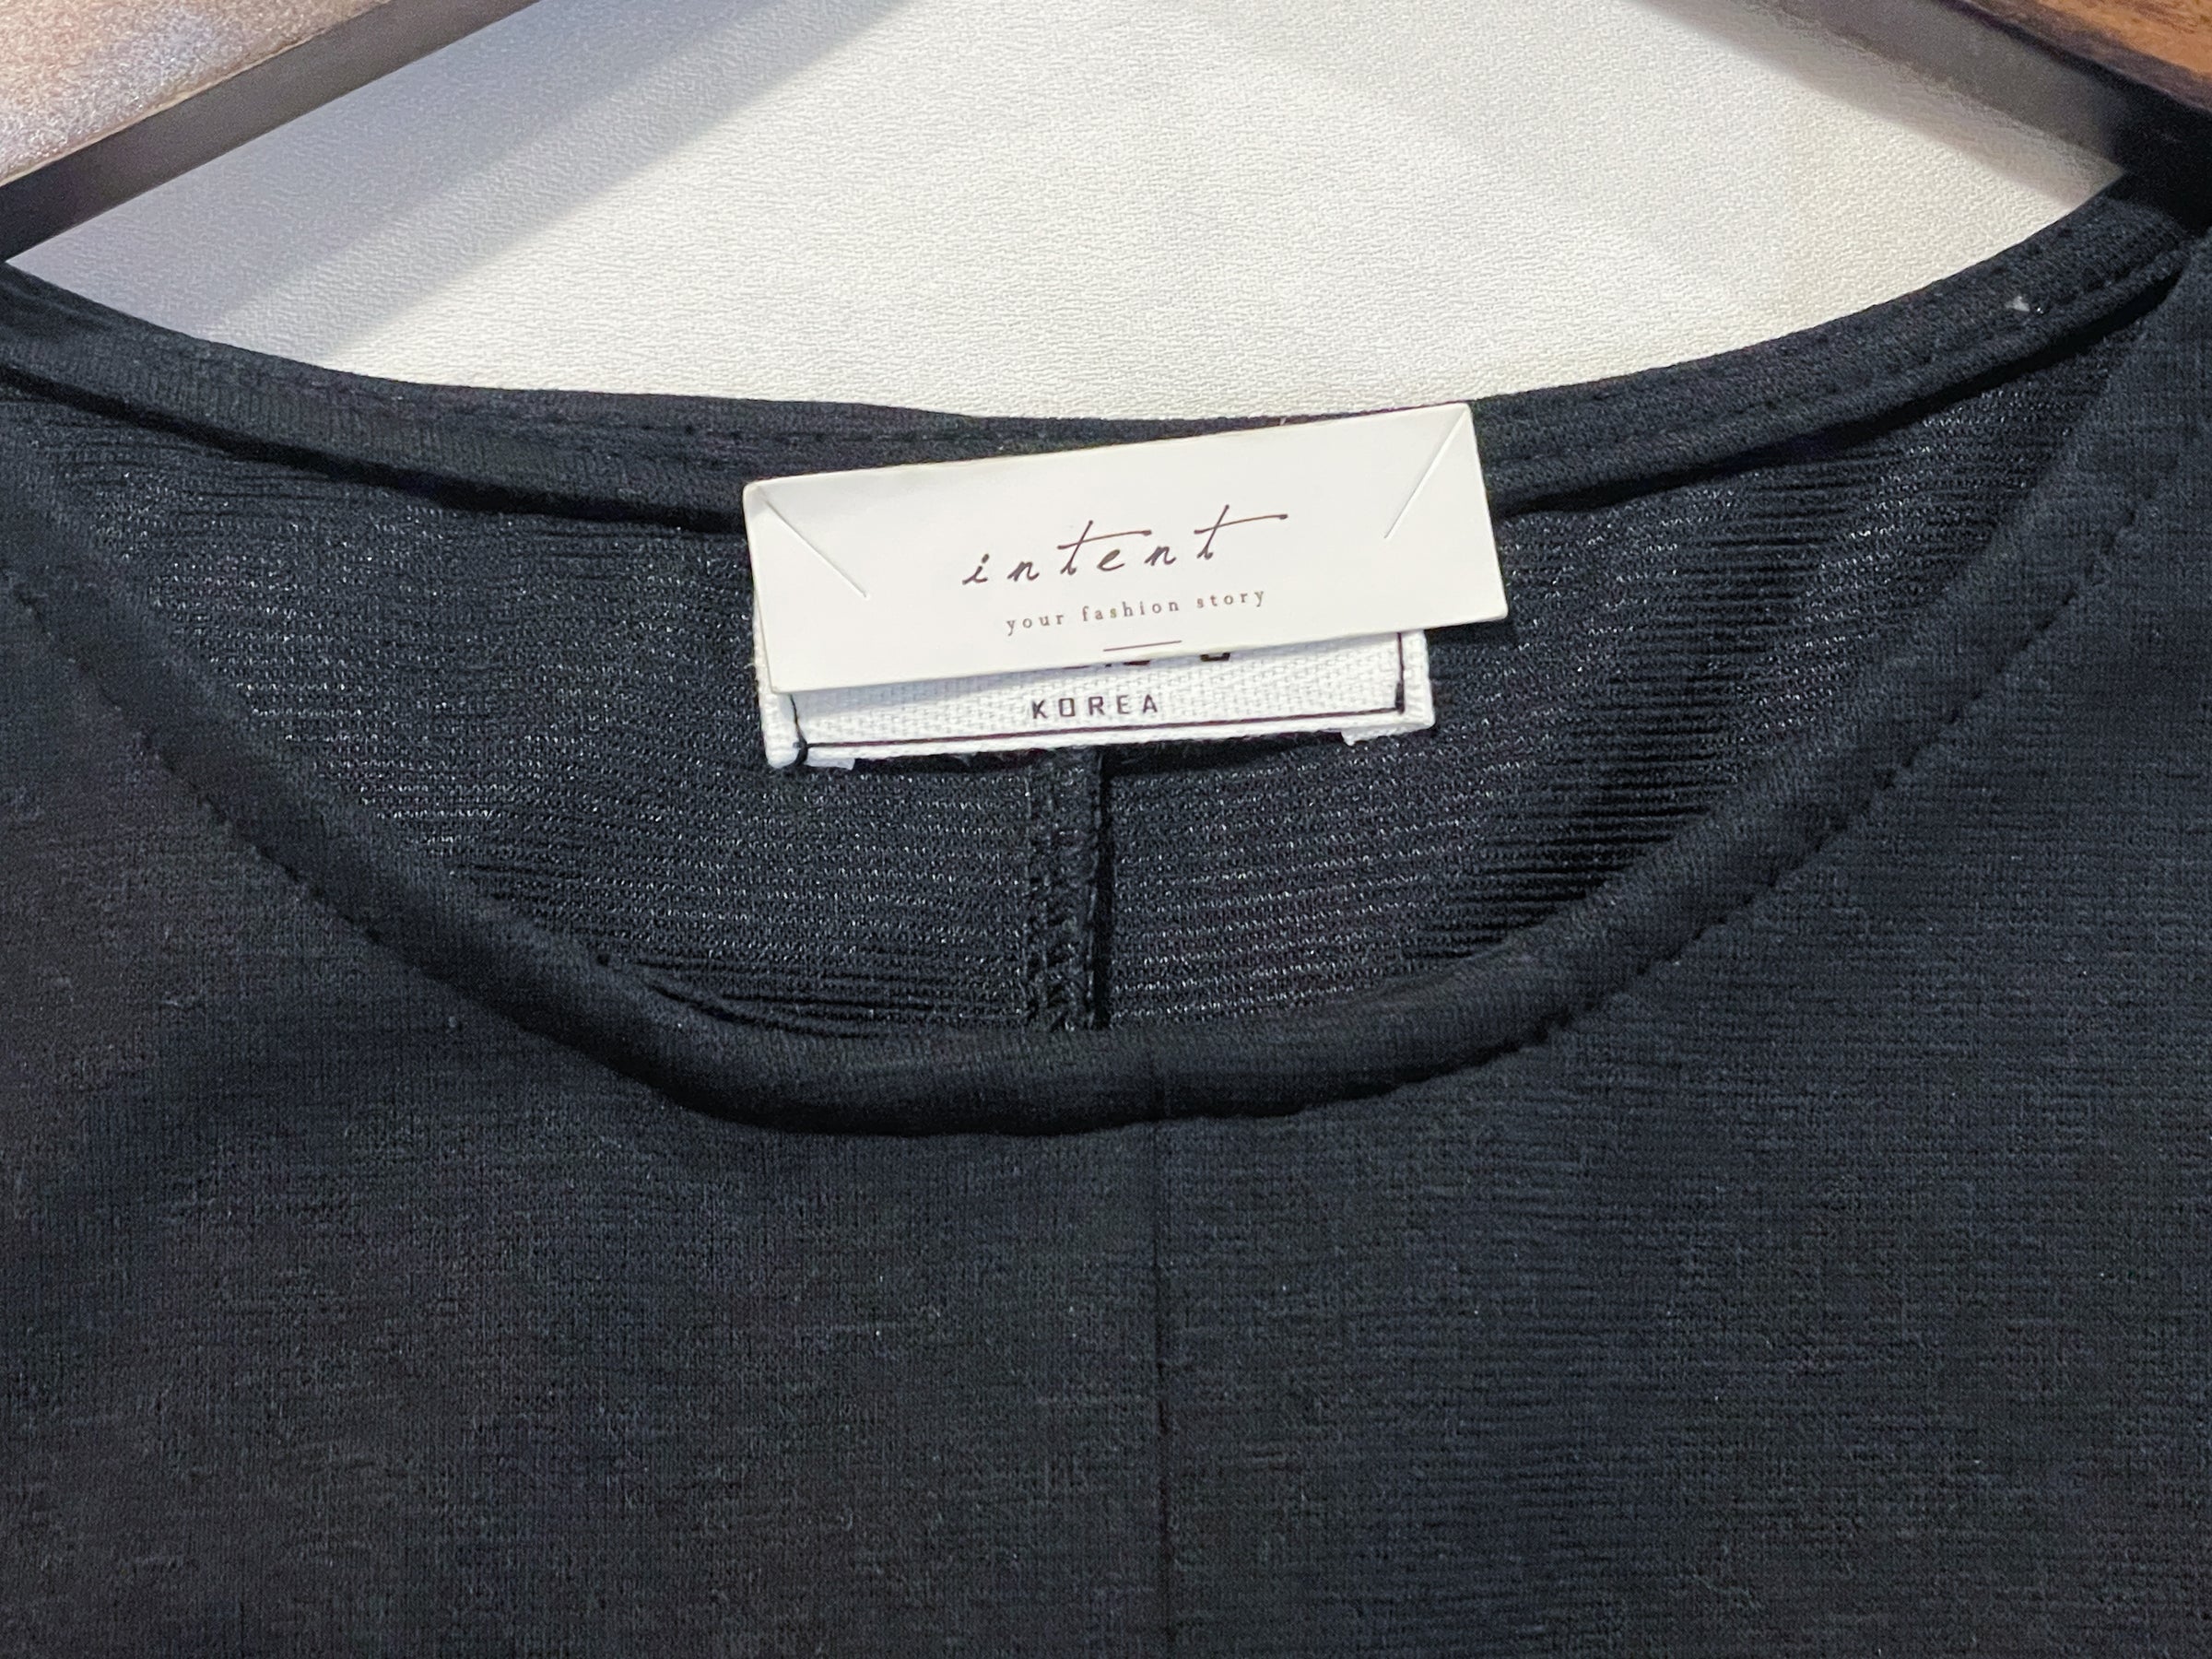 intent
your fashion story
KOREA